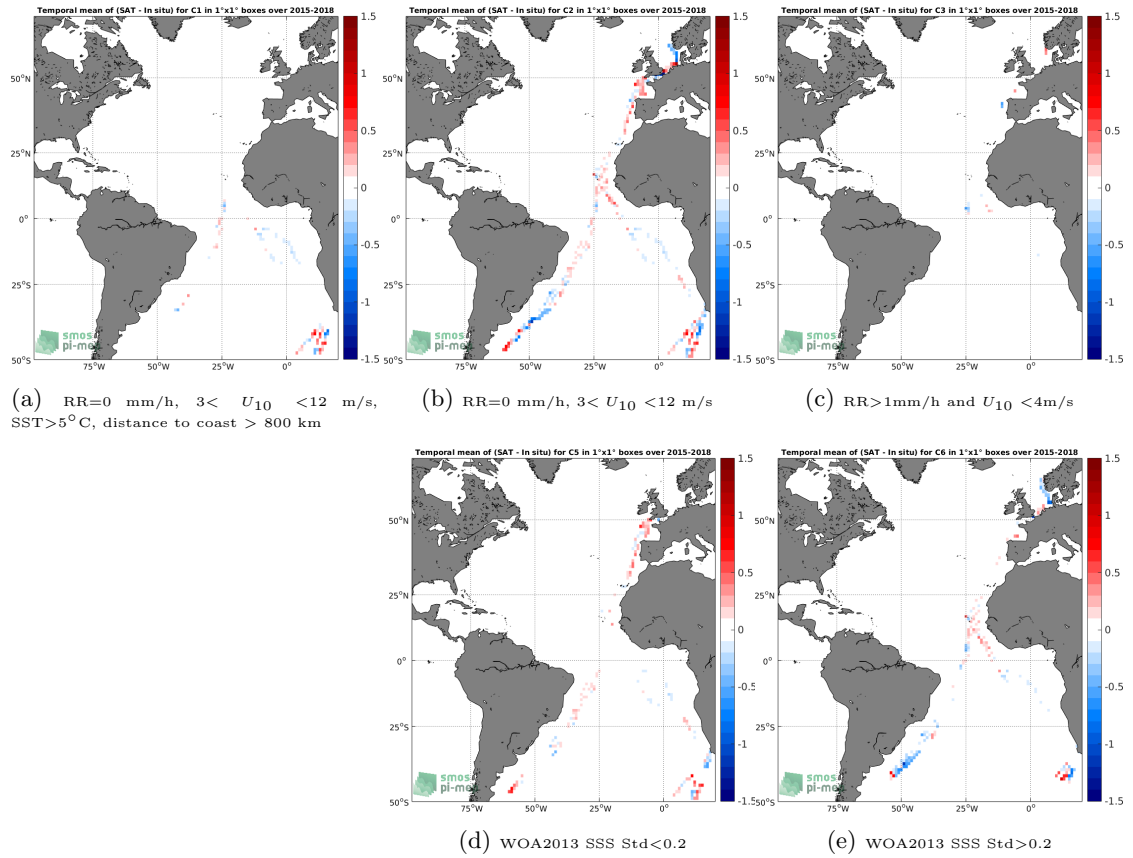 Temporal mean of (SAT - In situ) for C1 in 1°x1° boxes over 2015-2018
50°N
25°N
0°
25°S
50°S
75°W
50°W
25°W
0°
1.5
1
0.5
0
-0.5
-1
-1.5
smos
pi-me
Temporal mean of (SAT - In situ) for C2 in 1°x1° boxes over 2015-2018
50°N
25°N
0°
25°S
50°S
75°W
50°W
25°W
0°
1.5
1
0.5
0
-0.5
-1
-1.5
smos
pi-me
Temporal mean of (SAT - In situ) for C3 in 1°x1° boxes over 2015-2018
50°N
25°N
0°
25°S
50°S
75°W
50°W
25°W
0°
1.5
1
0.5
0
-0.5
-1
-1.5
smos
pi-me
(a) RR=0 mm/h, 3< U10 <12 m/s,
SST>5°C, distance to coast > 800 km
(b) RR=0 mm/h, 3< U10 <12 m/s
(c) RR>1mm/h and U10 <4m/s
Temporal mean of (SAT - In situ) for C5 in 1°x1° boxes over 2015-2018
50°N
25°N
0°
25°S
50°S
75°W
50°W
25°W
0°
1.5
1
0.5
0
-0.5
-1
-1.5
smos
pi-me
Temporal mean of (SAT - In situ) for C6 in 1°x1° boxes over 2015-2018
50°N
25°N
0°
25°S
50°S
75°W
50°W
25°W
0°
1.5
1
0.5
0
-0.5
-1
-1.5
smos
pi-me
(d) WOA2013 SSS Std<0.2
(e) WOA2013 SSS Std>0.2